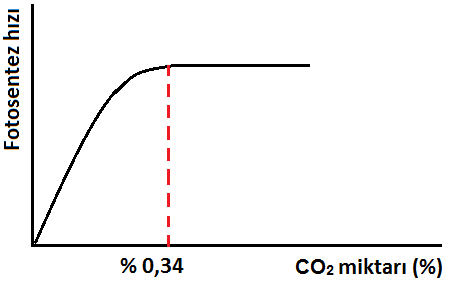 Fotosentez hızı
% 0,34
CO₂ miktarı (%)